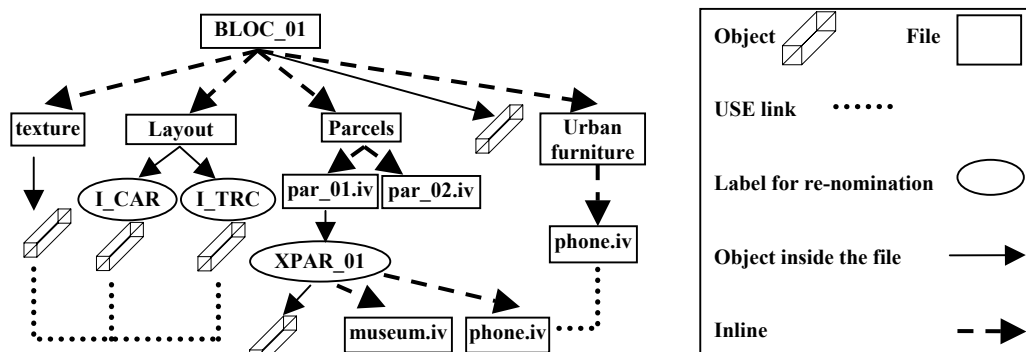 BLOC_01
texture
Layout
Parcels
Urban
furniture
I_CAR
I_TRC
par_01.iv
par_02.iv
phone.iv
XPAR_01
museum.iv
phone.iv
Object
File
USE link
Label for re-nomination
Object inside the file
Inline